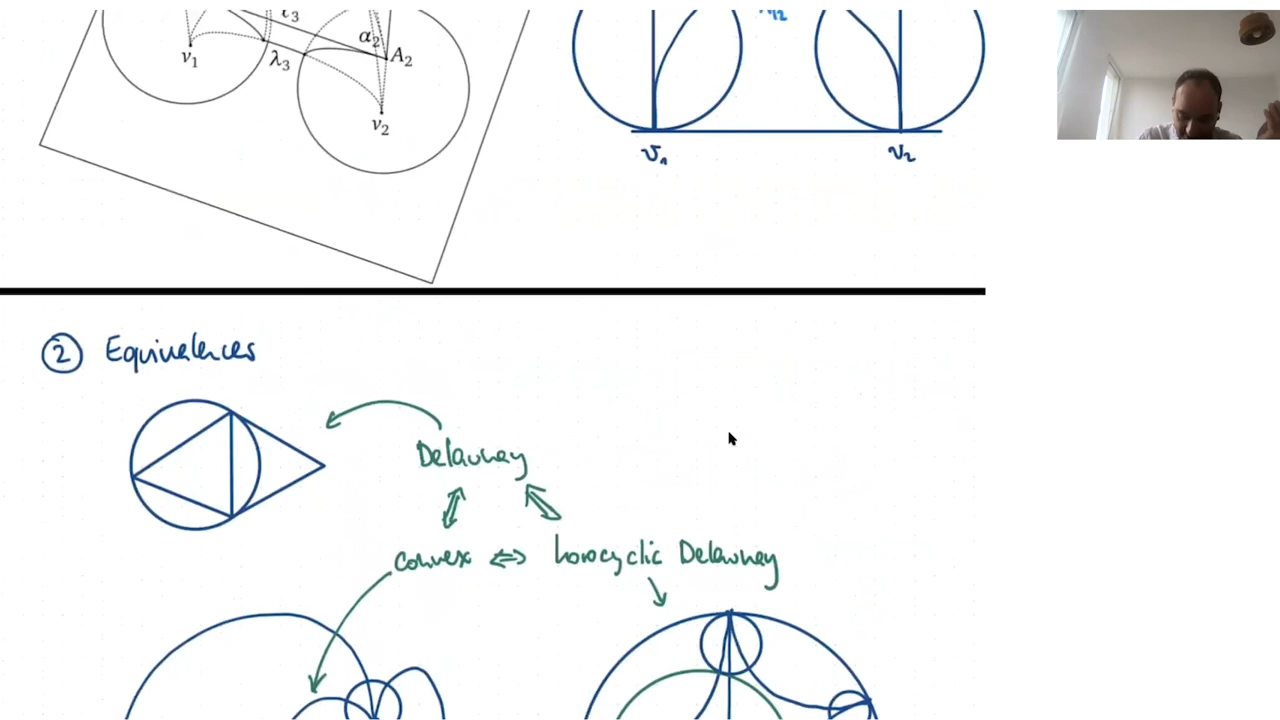 α₂
A₂
v₁
λ₃
v₂
v₁
v₂
② Equivalences
Delaunay
convex ⇔ horocyclic Delaunay